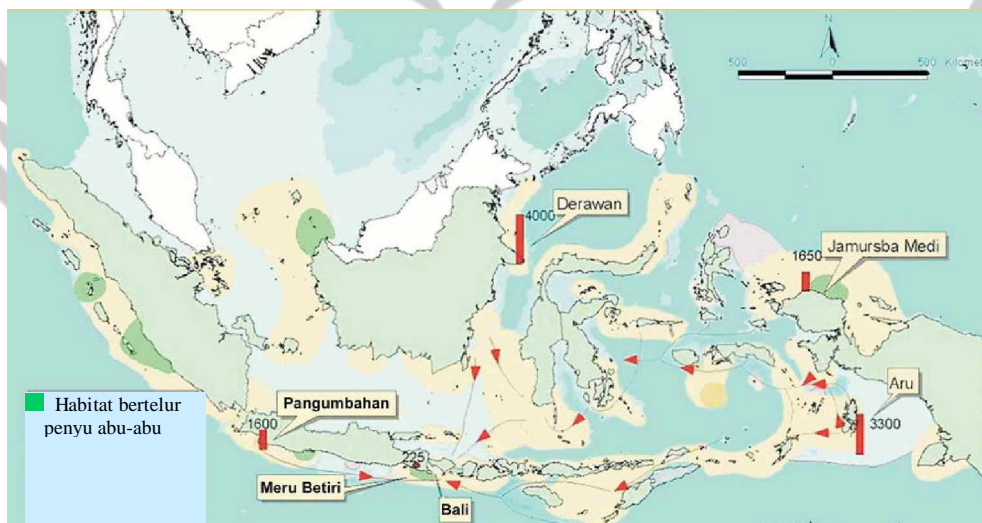 N
500 0 500 Kilomet
4000
Derawan
1650
Jamursba Medi
Aru
3300
Habitat bertelur
penyu abu-abu
Pangumbahan
1600
225
Meru Betiri
Bali